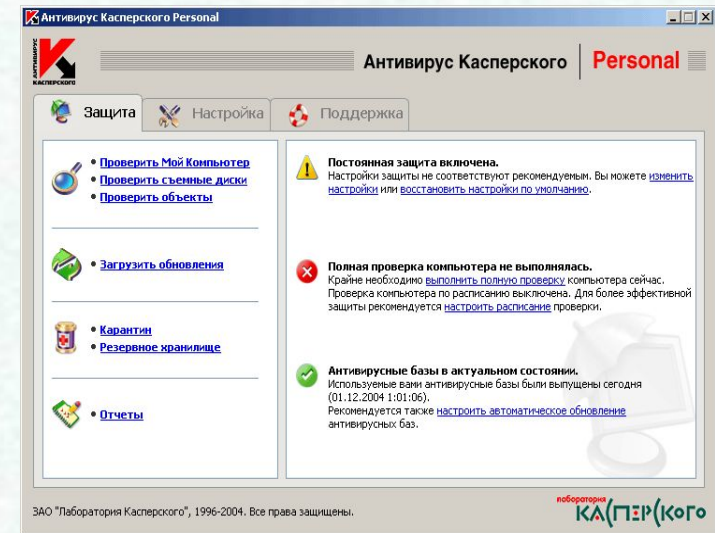 Антивирус Касперского Personal
АНТИВИРУС
КАСПЕРСКОГО
Антивирус Касперского Personal
Защита Настройка Поддержка
Проверить Мой Компьютер
Проверить съемные диски
Проверить объекты
Загрузить обновления
Карантин
Резервное хранилище
Отчеты
Постоянная защита включена.
Настройки защиты не соответствуют рекомендуемым. Вы можете изменить
настройки или восстановить настройки по умолчанию.
Полная проверка компьютера не выполнялась.
Крайне необходимо выполнить полную проверку компьютера сейчас.
Проверка компьютера по расписанию выключена. Для более эффективной
защиты рекомендуется настроить расписание проверки.
Антивирусные базы в актуальном состоянии.
Используемые вами антивирусные базы были выпущены сегодня
(01.12.2004 1:01:06).
Рекомендуется также настроить автоматическое обновление
антивирусных баз.
ЗАО "Лаборатория Касперского", 1996-2004. Все права защищены.
лаборатория
КАСПЕРСКОГО